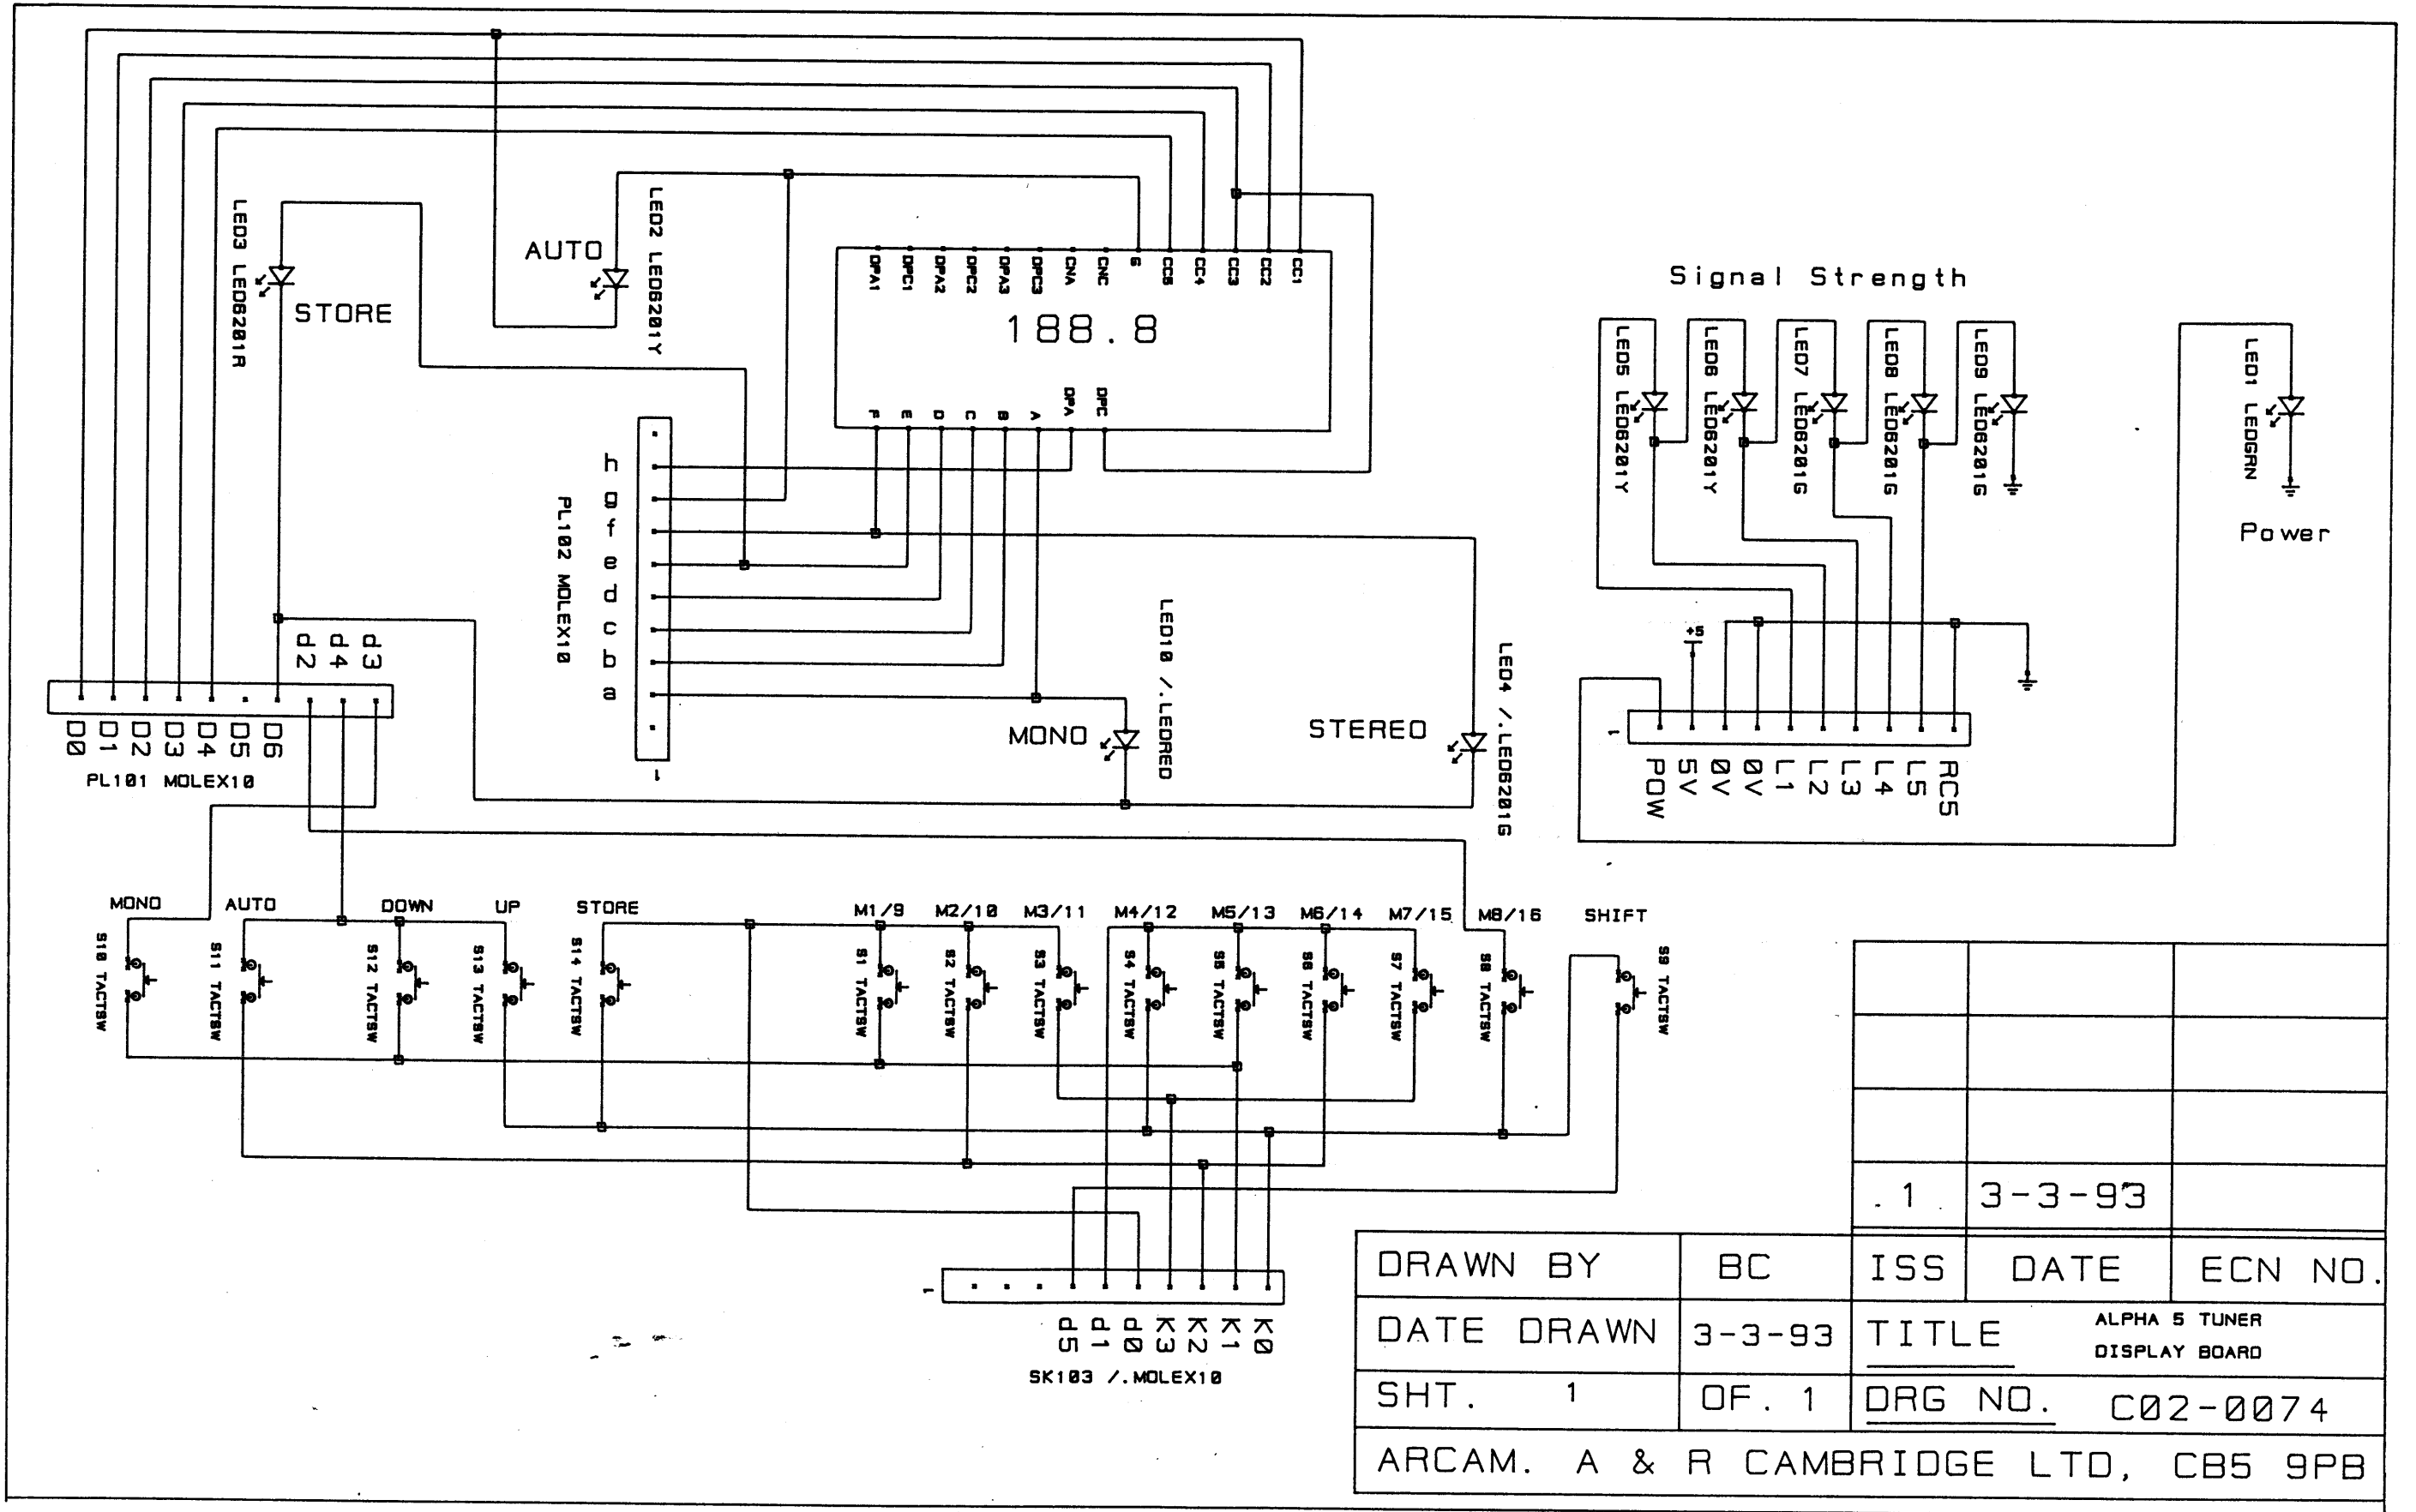 LED3 LED6201R
STORE
AUTO
LED2 LED6201Y
DPA1
DPC1
DPA2
DPC2
DPA3
DPC3
CNA
CNC
G
CC5
CC4
CC3
CC2
CC1
188.8
F
E
D
C
B
A
DPA
DPC
Signal Strength
LED5 LED6201Y
LED6 LED6201Y
LED7 LED6201G
LED8 LED6201G
LED9 LED6201G
LED1 LEDGRN
Power
h
g
f
e
d
c
b
a
1
PL102 MOLEX10
d2
d4
d3
D0
D1
D2
D3
D4
D5
D6
PL101 MOLEX10
MONO
LED10 /.LEDRED
STEREO
LED4 /.LED6201G
+5
1
POW
5V
0V
0V
L1
L2
L3
L4
L5
RC5
MONO
AUTO
DOWN
UP
STORE
M1/9
M2/10
M3/11
M4/12
M5/13
M6/14
M7/15
M8/16
SHIFT
S10 TACTSW
S11 TACTSW
S12 TACTSW
S13 TACTSW
S14 TACTSW
S1 TACTSW
S2 TACTSW
S3 TACTSW
S4 TACTSW
S5 TACTSW
S6 TACTSW
S7 TACTSW
S8 TACTSW
S9 TACTSW
1
d5
d1
d0
K3
K2
K1
K0
SK103 /.MOLEX10
.1 3-3-93
DRAWN BY BC ISS DATE ECN NO.
DATE DRAWN 3-3-93 TITLE ALPHA 5 TUNER
DISPLAY BOARD
SHT. 1 OF. 1 DRG NO. C02-0074
ARCAM. A & R CAMBRIDGE LTD, CB5 9PB